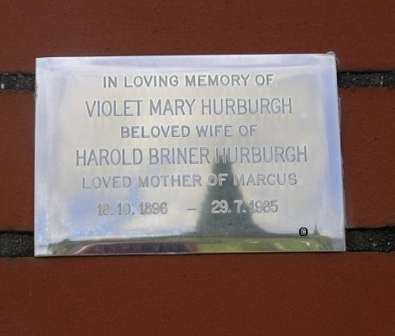 IN LOVING MEMORY OF
VIOLET MARY HURBURGH
BELOVED WIFE OF
HAROLD BRINER HURBURGH
LOVED MOTHER OF MARCUS
18.10.1896 – 29.7.1985
©